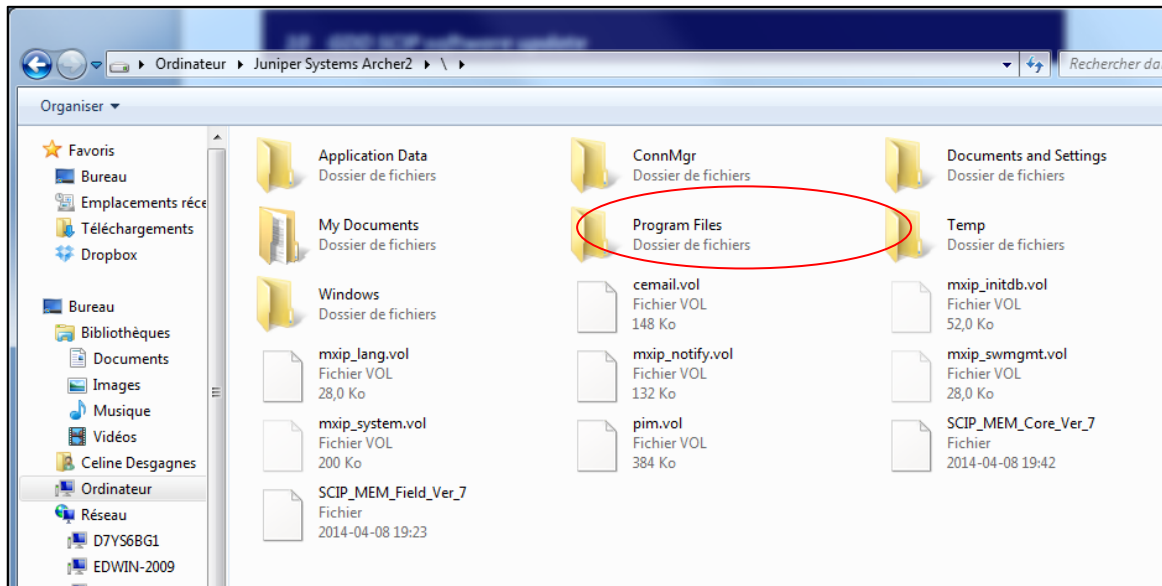 10 GDD SCIP software update
Ordinateur Juniper Systems Archer2 \
Rechercher da
Organiser
Favoris
Bureau
Emplacements réce
Téléchargements
Dropbox
Bureau
Bibliothèques
Documents
Images
Musique
Vidéos
Celine Desgagnes
Ordinateur
Réseau
D7YS6BG1
EDWIN-2009
Application Data
Dossier de fichiers
ConnMgr
Dossier de fichiers
Documents and Settings
Dossier de fichiers
My Documents
Dossier de fichiers
Program Files
Dossier de fichiers
Temp
Dossier de fichiers
Windows
Dossier de fichiers
cemail.vol
Fichier VOL
148 Ko
mxip_initdb.vol
Fichier VOL
52,0 Ko
mxip_lang.vol
Fichier VOL
28,0 Ko
mxip_notify.vol
Fichier VOL
132 Ko
mxip_swmgmt.vol
Fichier VOL
28,0 Ko
mxip_system.vol
Fichier VOL
200 Ko
pim.vol
Fichier VOL
384 Ko
SCIP_MEM_Core_Ver_7
Fichier
2014-04-08 19:42
SCIP_MEM_Field_Ver_7
Fichier
2014-04-08 19:23